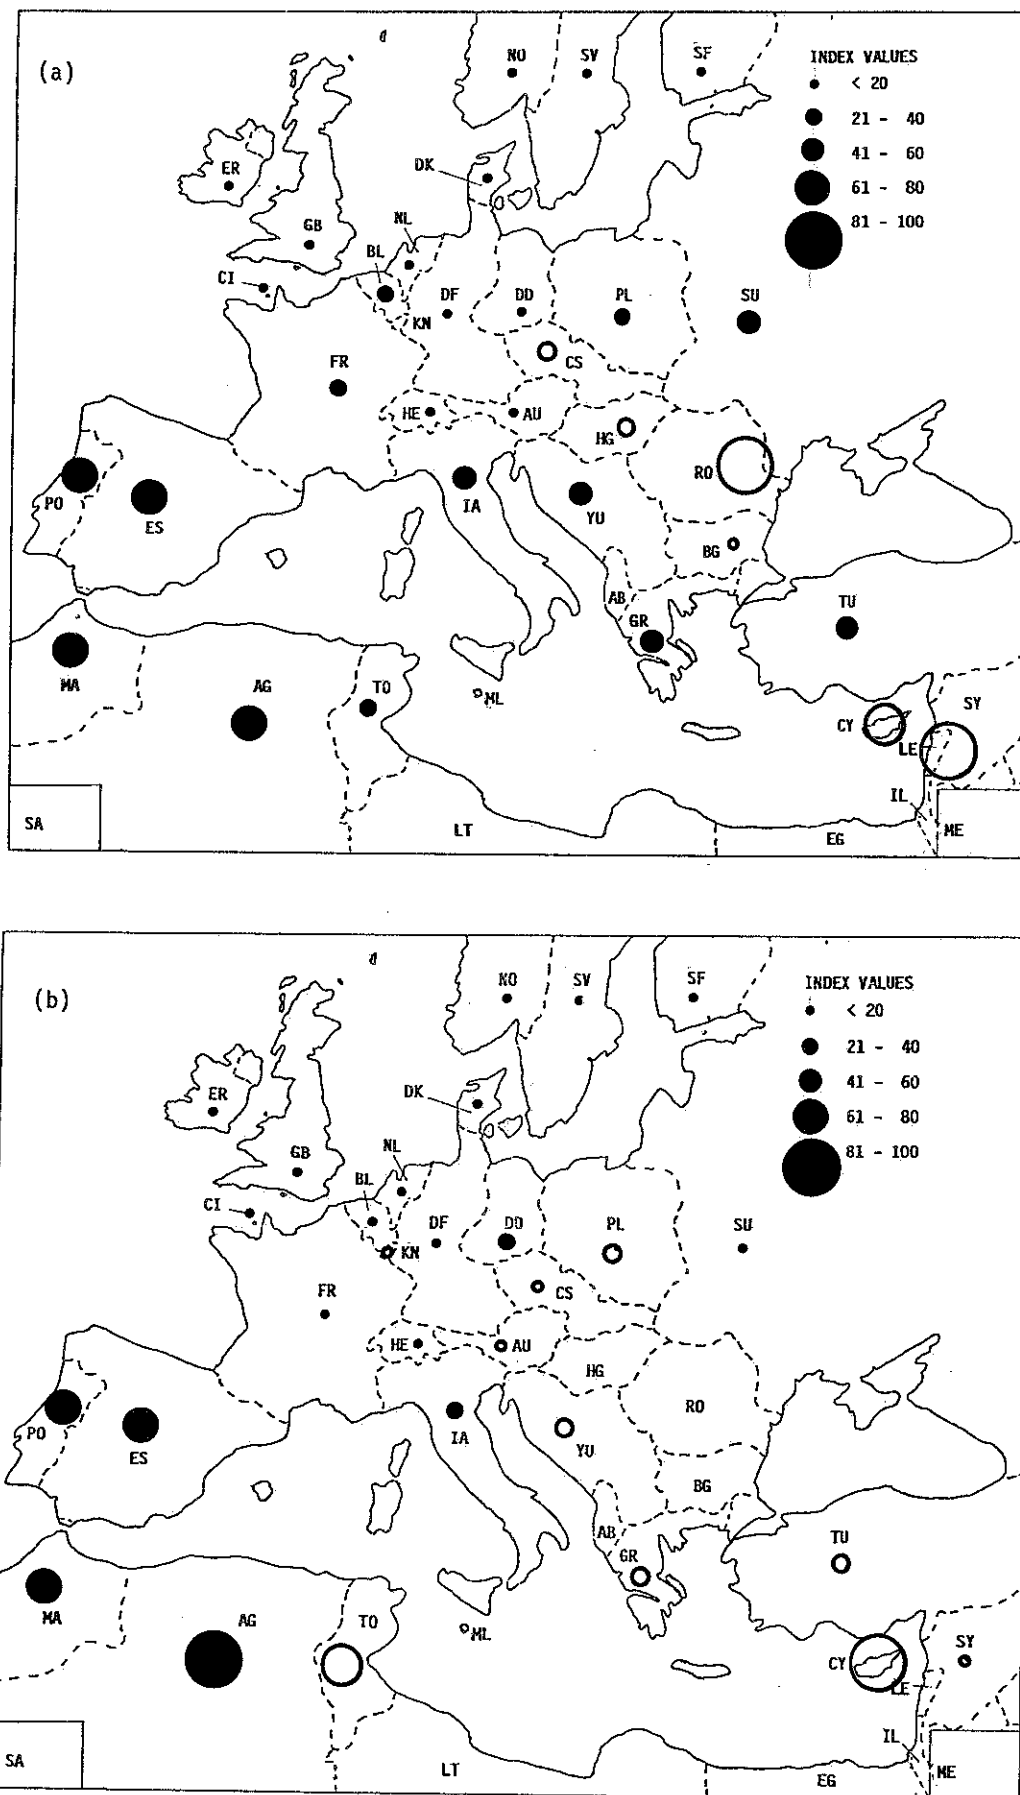 (a)
NO SV SF
INDEX VALUES
< 20
21 - 40
41 - 60
61 - 80
81 - 100
ER
DK
GB
NL
BL
CI
KN
DF
DD
PL
SU
FR
CS
HE
AU
HG
RO
PO
ES
IA
YU
BG
AB
GR
TU
MA
AG
TO
ML
CY
SY
LE
IL
SA
LT
EG
ME
(b)
NO SV SF
INDEX VALUES
< 20
21 - 40
41 - 60
61 - 80
81 - 100
ER
DK
GB
NL
BL
CI
KN
DF
DD
PL
SU
FR
CS
HE
AU
HG
RO
PO
ES
IA
YU
BG
AB
GR
TU
MA
AG
TO
ML
CY
SY
LE
IL
SA
LT
EG
ME